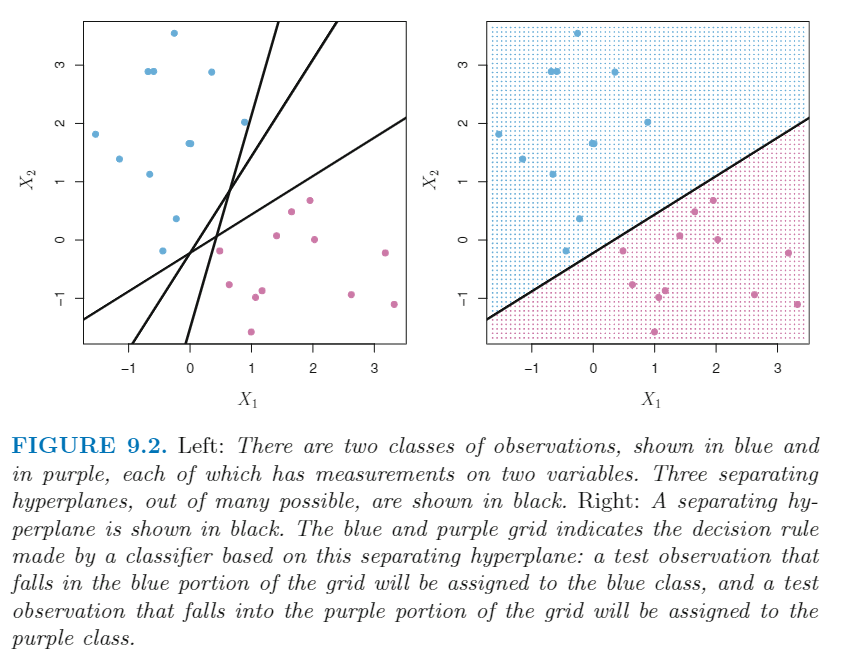 3
2
1
0
−1
X2
−1
0
1
2
3
X1
3
2
1
0
−1
X2
−1
0
1
2
3
X1
FIGURE 9.2. Left: There are two classes of observations, shown in blue and
in purple, each of which has measurements on two variables. Three separating
hyperplanes, out of many possible, are shown in black. Right: A separating hy-
perplane is shown in black. The blue and purple grid indicates the decision rule
made by a classifier based on this separating hyperplane: a test observation that
falls in the blue portion of the grid will be assigned to the blue class, and a test
observation that falls into the purple portion of the grid will be assigned to the
purple class.